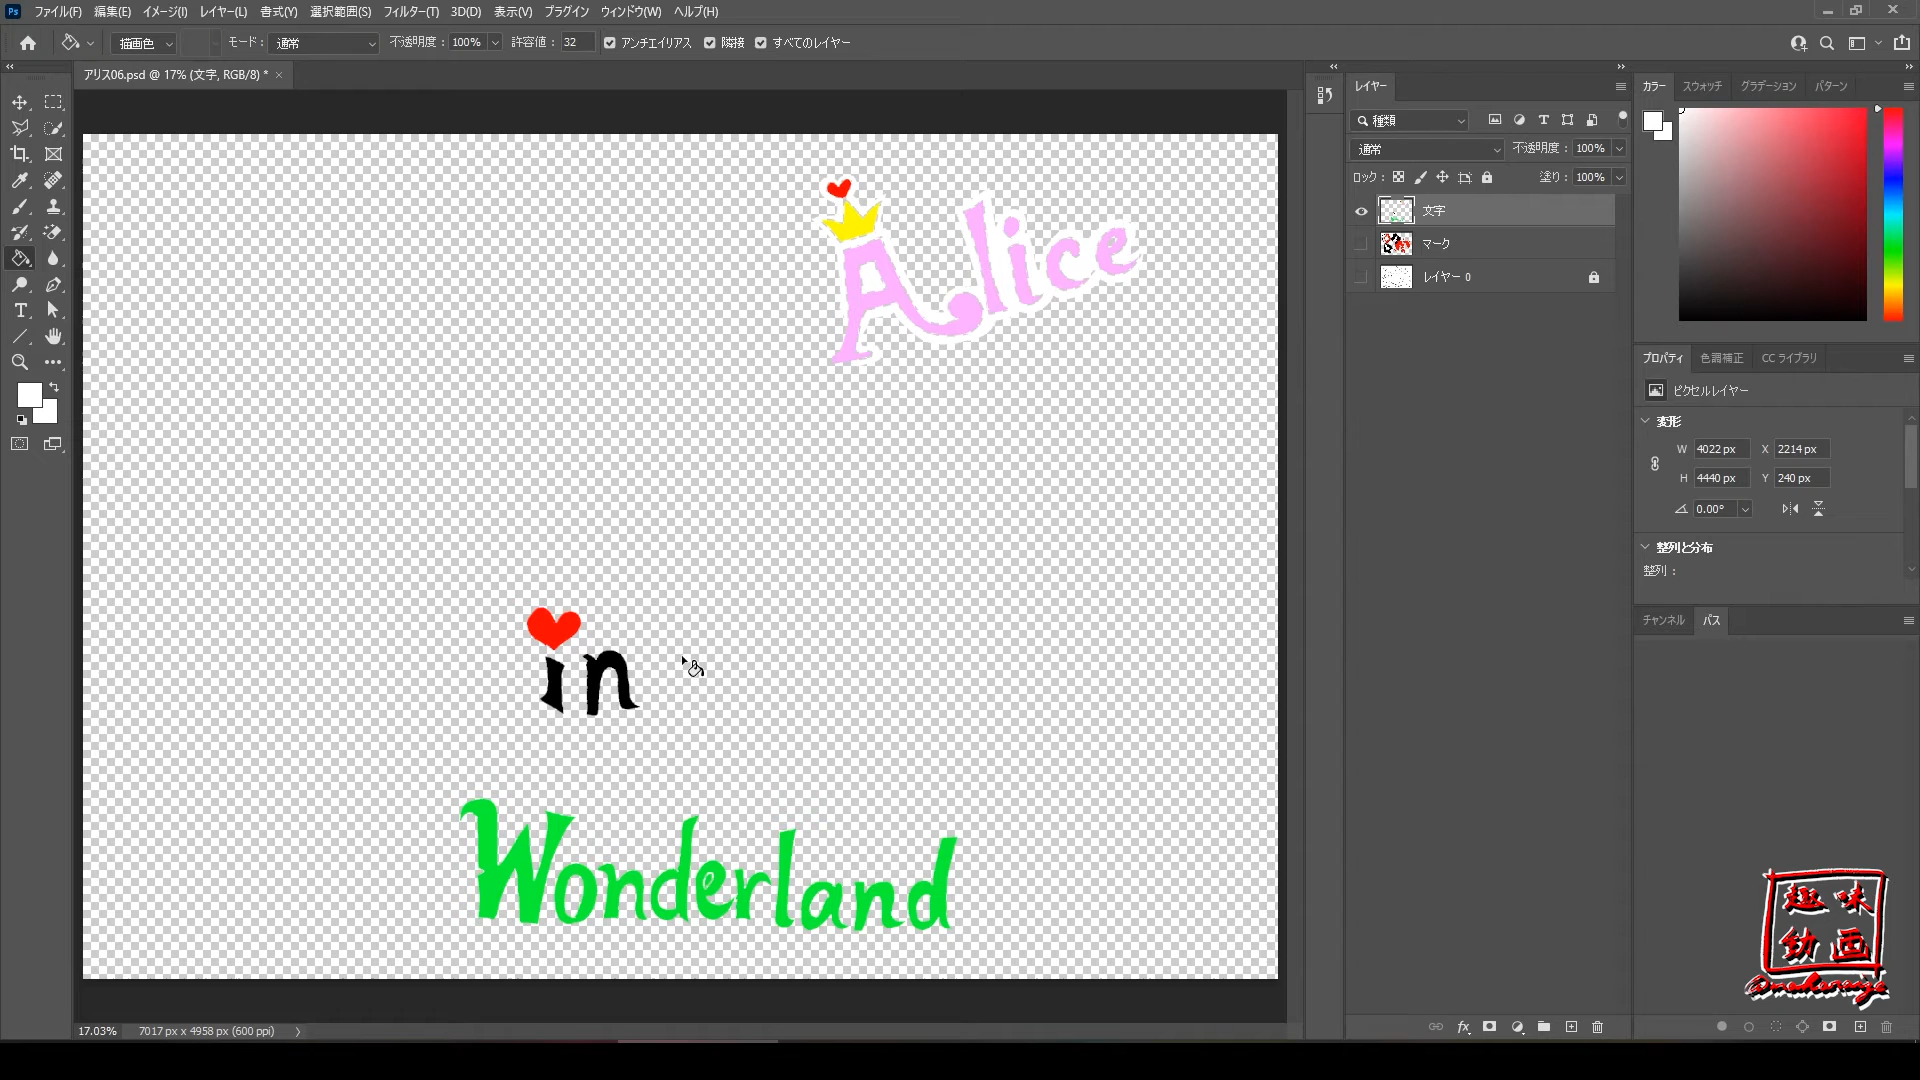 Ps ファイル(F) 編集(E) イメージ(I) レイヤー(L) 書式(Y) 選択範囲(S) フィルター(T) 3D(D) 表示(V) プラグイン ウィンドウ(W) ヘルプ(H)
描画色 モード： 通常 不透明度： 100% 許容値： 32 アンチエイリアス 隣接 すべてのレイヤー
アリス06.psd @ 17% (文字, RGB/8) *
Alice
in
Wonderland
17.03% 7017 px x 4958 px (600 ppi)
レイヤー
種類
通常 不透明度： 100%
ロック： 塗り： 100%
文字
マーク
レイヤー 0
fx
カラー スウォッチ グラデーション パターン
プロパティ 色調補正 CC ライブラリ
ピクセルレイヤー
変形
W 4022 px X 2214 px
H 4440 px Y 240 px
0.00°
整列と分布
整列：
チャンネル パス
趣味
動画